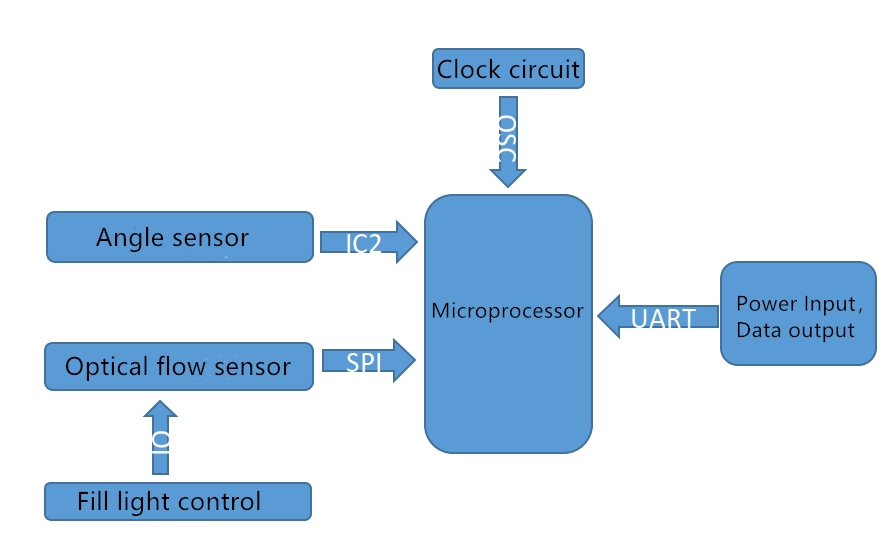 Clock circuit
OSC
Angle sensor
IC2
Microprocessor
UART
Power Input,
Data output
Optical flow sensor
SPI
IO
Fill light control